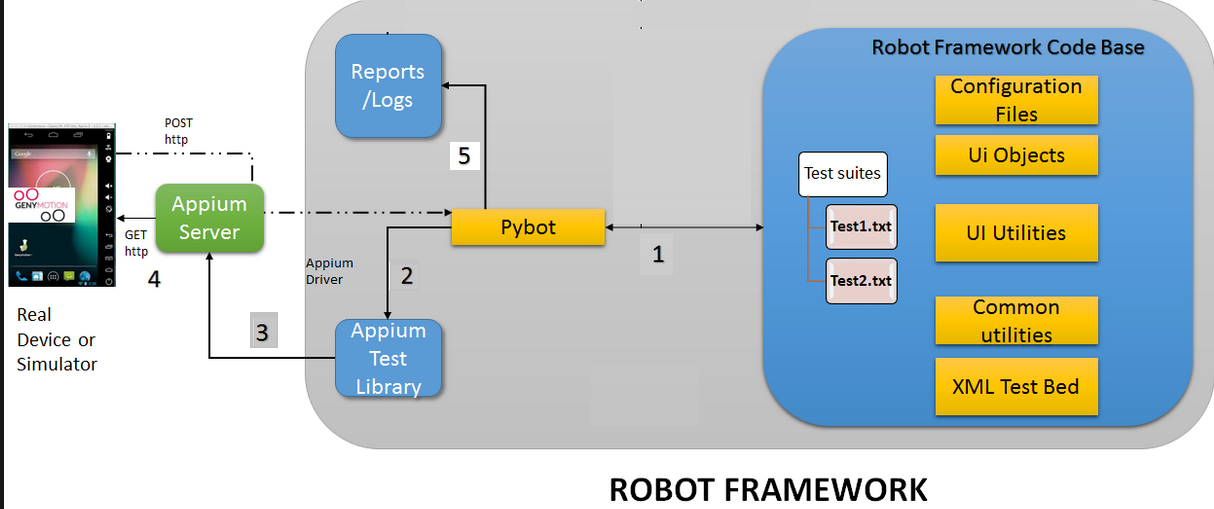 Robot Framework Code Base
Reports
/Logs
Configuration
Files
POST
http
Google
5
Ui Objects
Test suites
GENYMOTION
Appium
Server
Pybot
Test1.txt
UI Utilities
GET
http
4
1
Appium
Driver
2
Test2.txt
Real
Device or
Simulator
3
Appium
Test
Library
Common
utilities
XML Test Bed
ROBOT FRAMEWORK